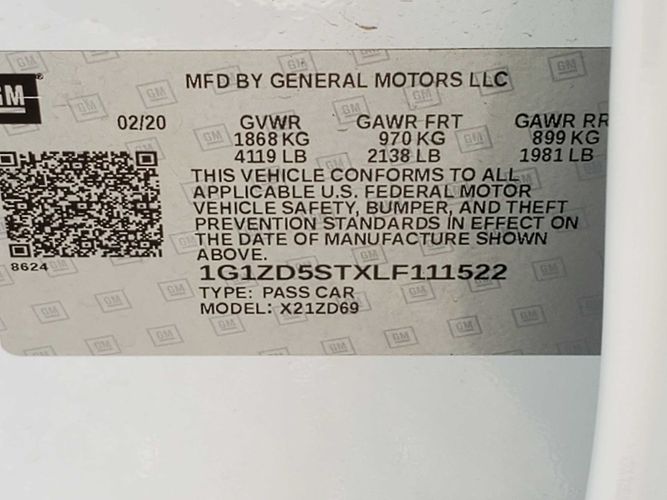 GM
MFD BY GENERAL MOTORS LLC
02/20 GVWR GAWR FRT GAWR RR
1868 KG 970 KG 899 KG
4119 LB 2138 LB 1981 LB
THIS VEHICLE CONFORMS TO ALL
APPLICABLE U.S. FEDERAL MOTOR
VEHICLE SAFETY, BUMPER, AND THEFT
PREVENTION STANDARDS IN EFFECT ON
THE DATE OF MANUFACTURE SHOWN
ABOVE.
8624
1G1ZD5STXLF111522
TYPE: PASS CAR
MODEL: X21ZD69